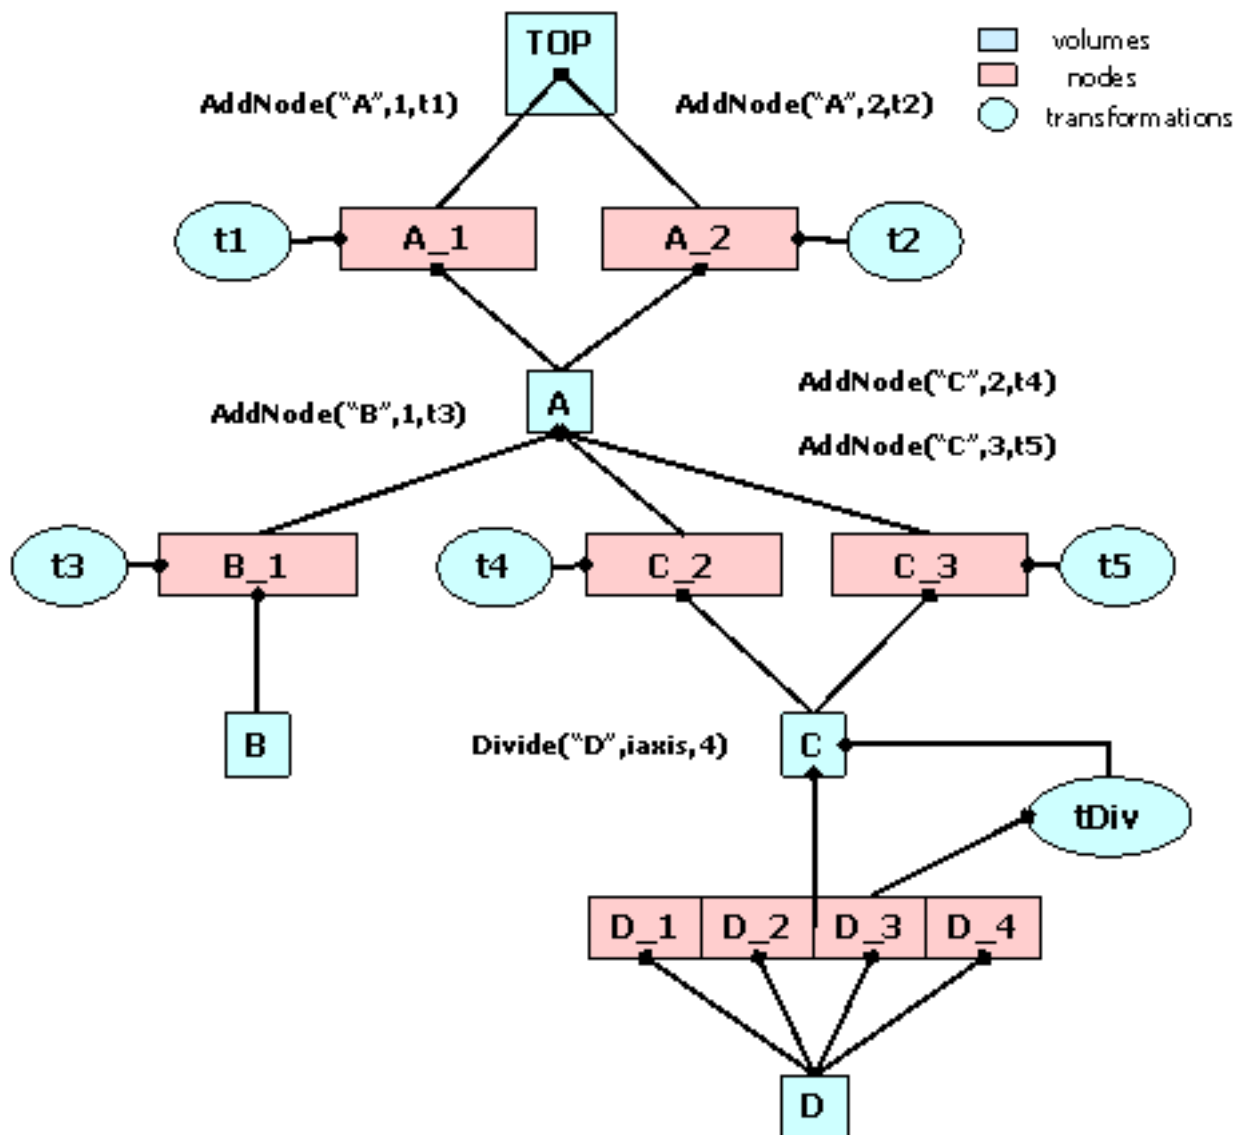 TOP
volumes
nodes
transformations
AddNode("A",1,t1)
AddNode("A",2,t2)
t1
A_1
A_2
t2
A
AddNode("B",1,t3)
AddNode("C",2,t4)
AddNode("C",3,t5)
t3
B_1
t4
C_2
C_3
t5
B
Divide("D",iaxis,4)
C
tDiv
D_1
D_2
D_3
D_4
D